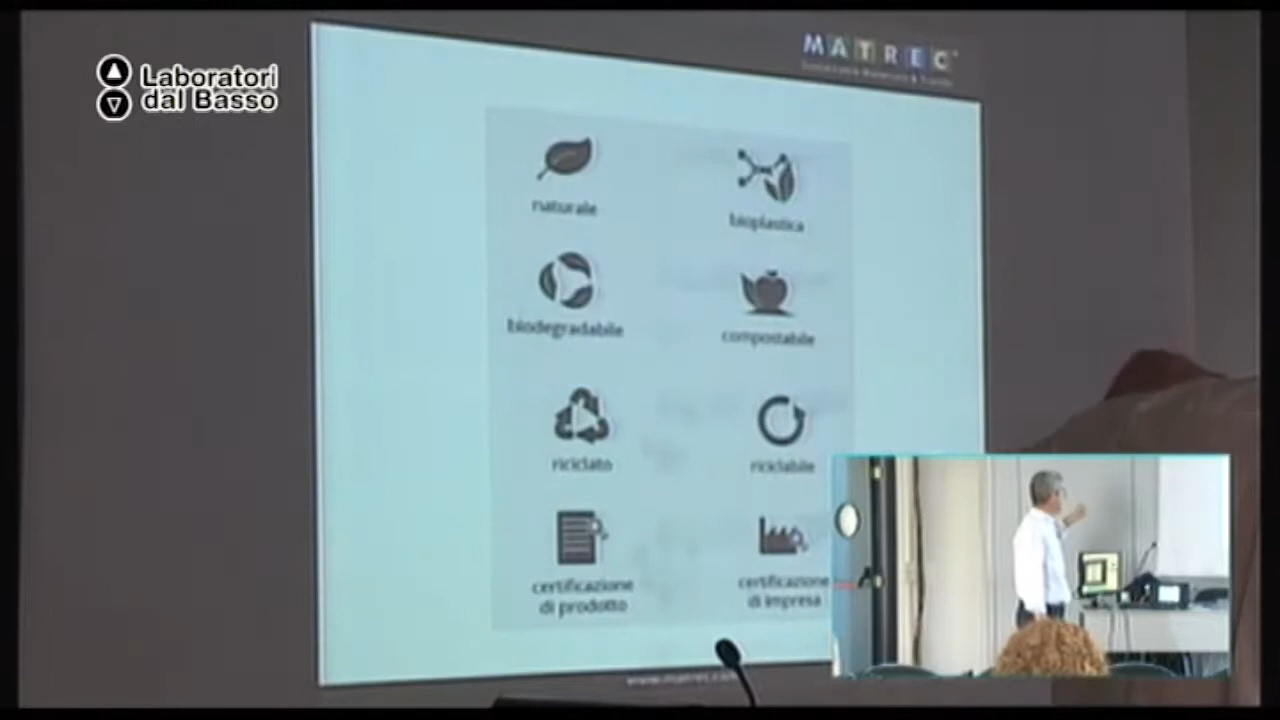 Laboratori
dal Basso
MATREC
naturale
bioplastica
biodegradabile
compostabile
riciclato
riciclabile
certificazione
di prodotto
certificazione
di impresa